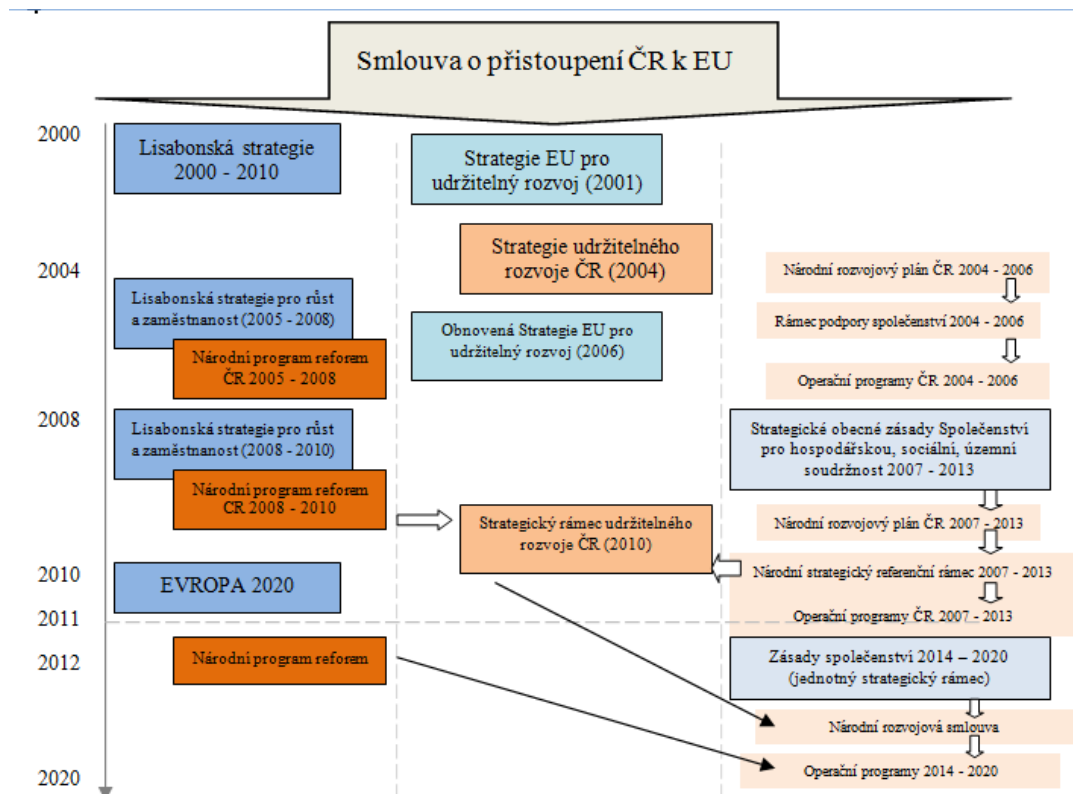 Smlouva o přistoupení ČR k EU
2000
Lisabonská strategie
2000 - 2010
Strategie EU pro
udržitelný rozvoj (2001)
Strategie udržitelného
rozvoje ČR (2004)
2004
Národní rozvojový plán ČR 2004 - 2006
Lisabonská strategie pro růst
a zaměstnanost (2005 - 2008)
Obnovená Strategie EU pro
udržitelný rozvoj (2006)
Rámec podpory společenství 2004 - 2006
Národní program reforem
ČR 2005 - 2008
Operační programy ČR 2004 - 2006
2008
Lisabonská strategie pro růst
a zaměstnanost (2008 - 2010)
Strategické obecné zásady Společenství
pro hospodářskou, sociální, územní
soudržnost 2007 - 2013
Národní program reforem
ČR 2008 - 2010
Strategický rámec udržitelného
rozvoje ČR (2010)
Národní rozvojový plán ČR 2007 - 2013
2010
EVROPA 2020
Národní strategický referenční rámec 2007 - 2013
2011
Operační programy ČR 2007 - 2013
2012
Národní program reforem
Zásady společenství 2014 – 2020
(jednotný strategický rámec)
Národní rozvojová smlouva
Operační programy 2014 - 2020
2020